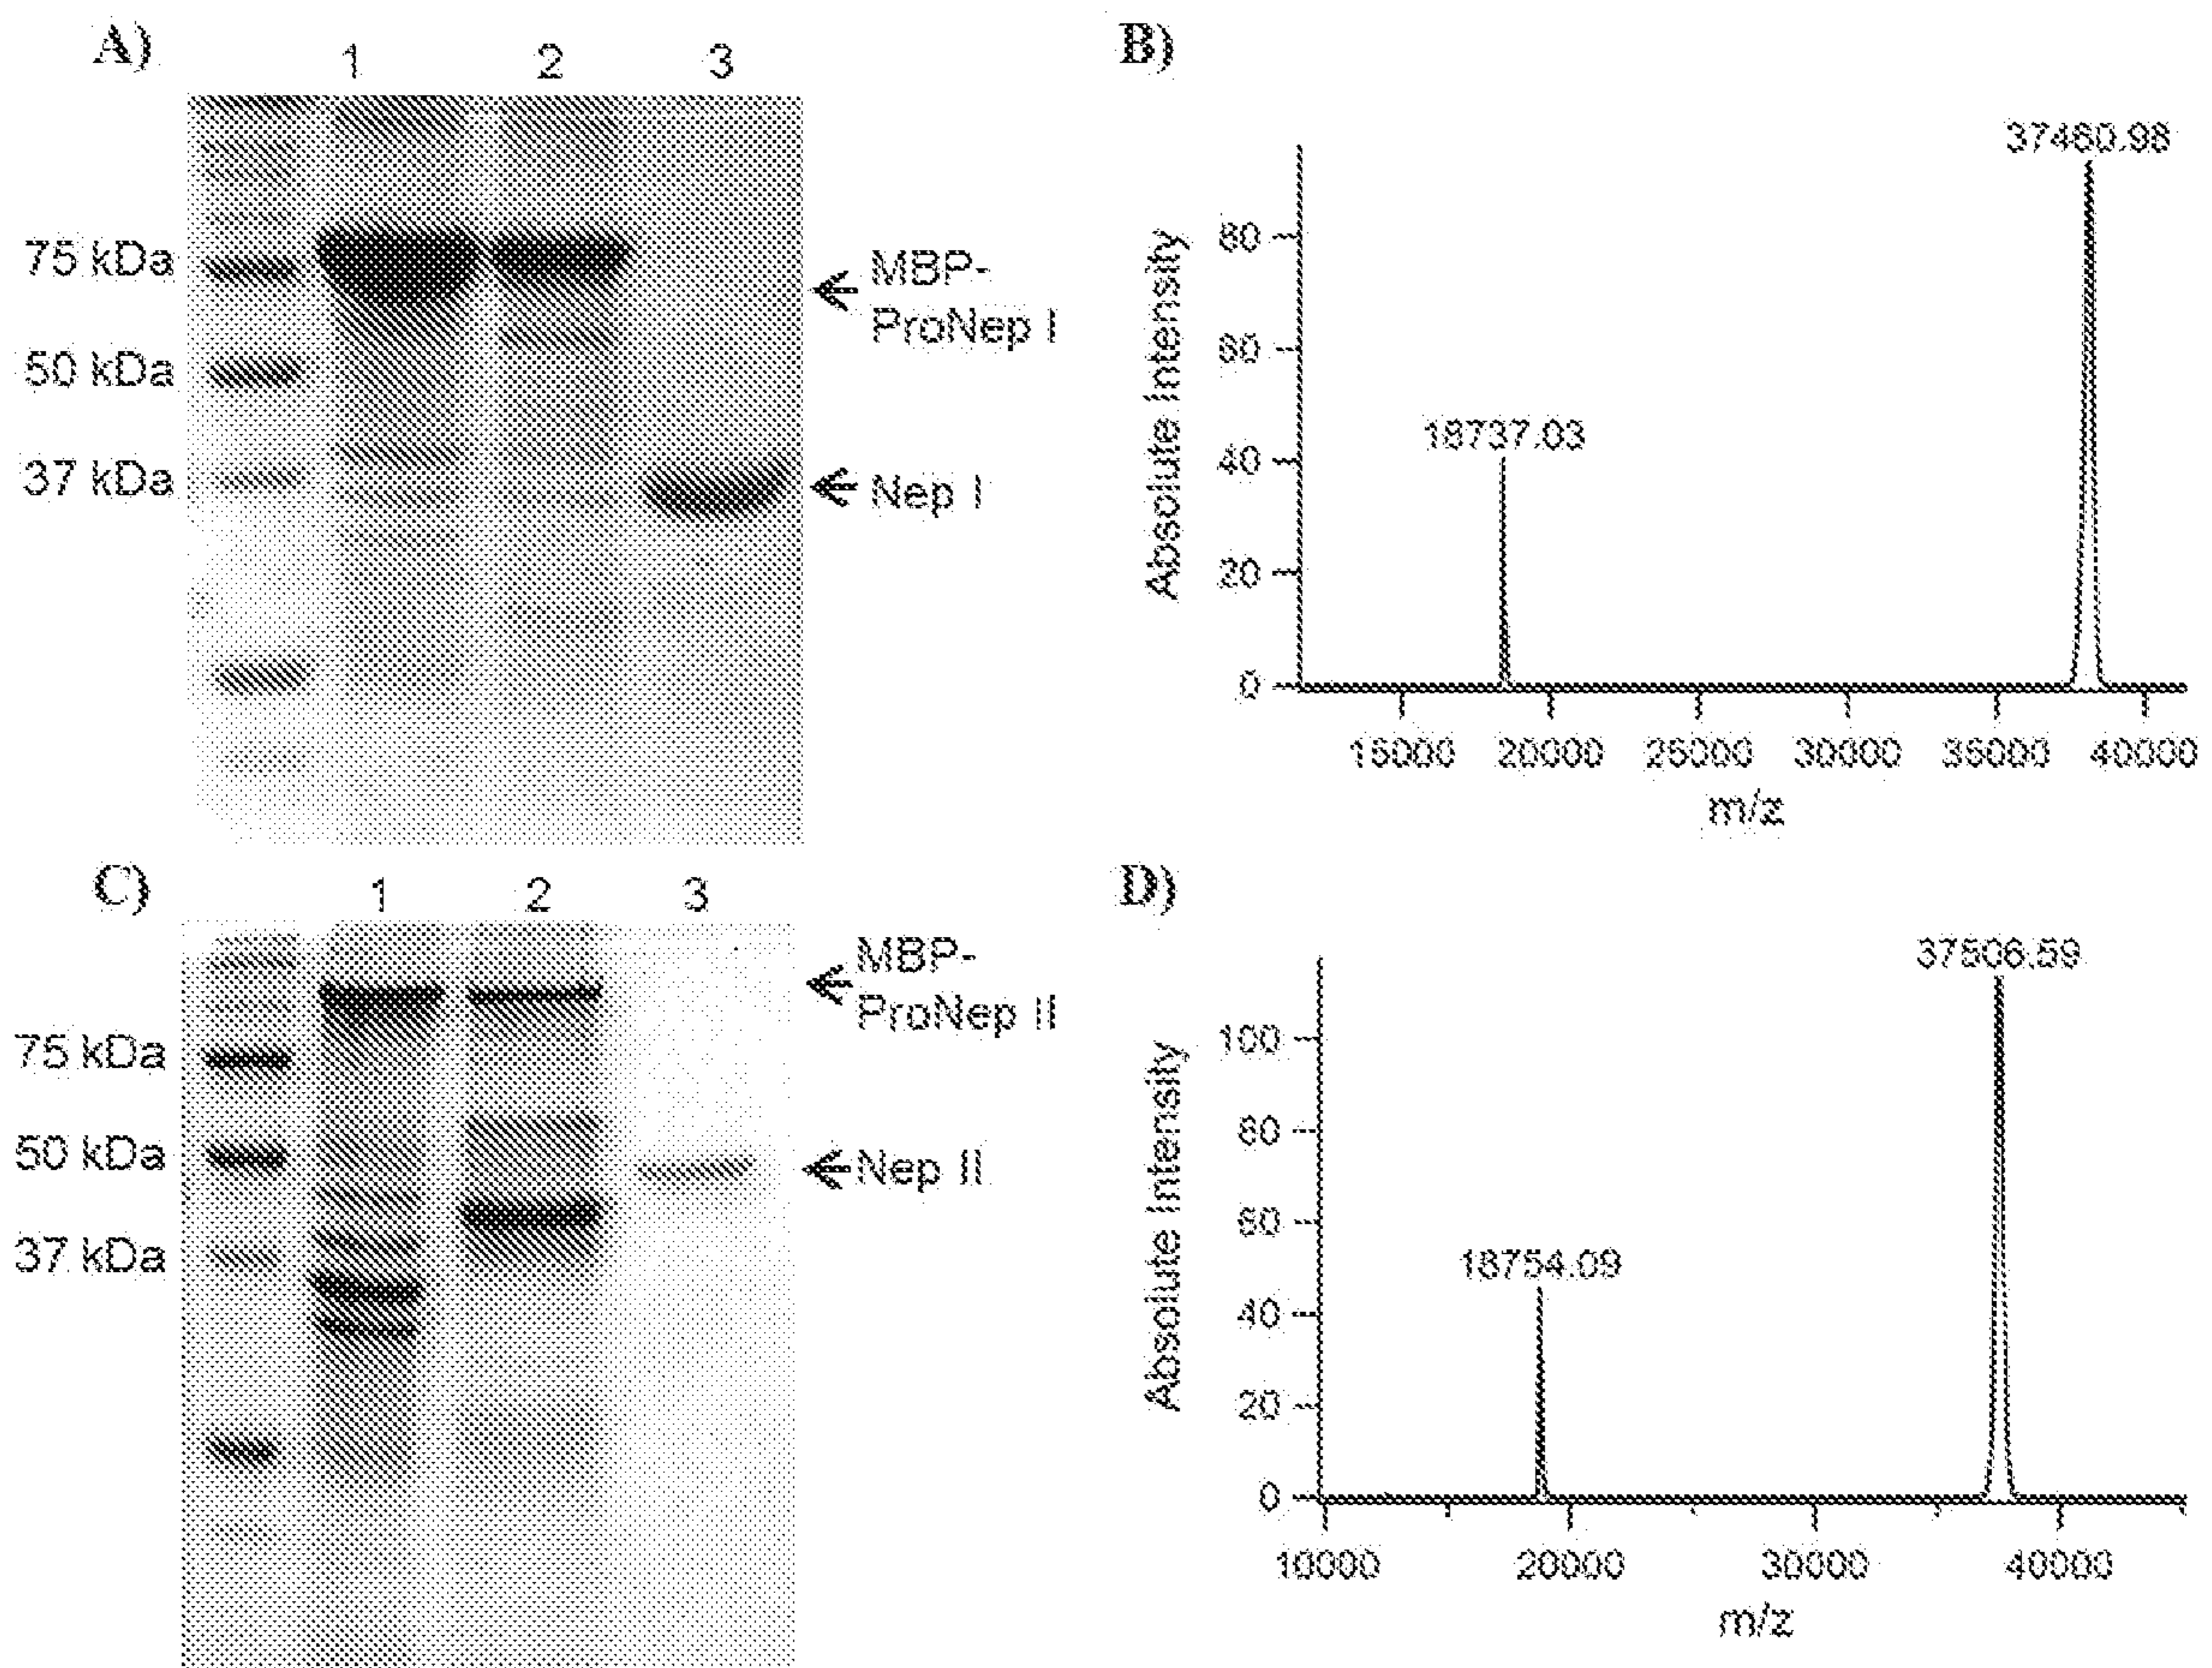 A)
1 2 3
75 kDa
50 kDa
37 kDa
MBP-
ProNep I
Nep I
B)
37460.98
18737.03
Absolute Intensity
80
60
40
20
0
15000 20000 25000 30000 35000 40000
m/z
C)
1 2 3
75 kDa
50 kDa
37 kDa
MBP-
ProNep II
Nep II
D)
37506.59
18754.09
Absolute Intensity
100
80
60
40
20
0
10000 20000 30000 40000
m/z